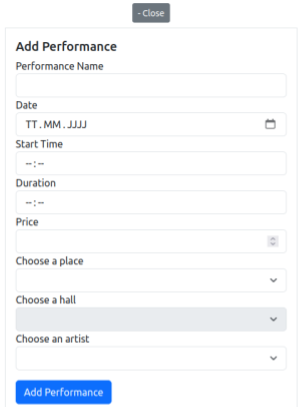 - Close
Add Performance
Performance Name
Date
TT.MM.JJJJ
Start Time
--:--
Duration
--:--
Price
Choose a place
Choose a hall
Choose an artist
Add Performance